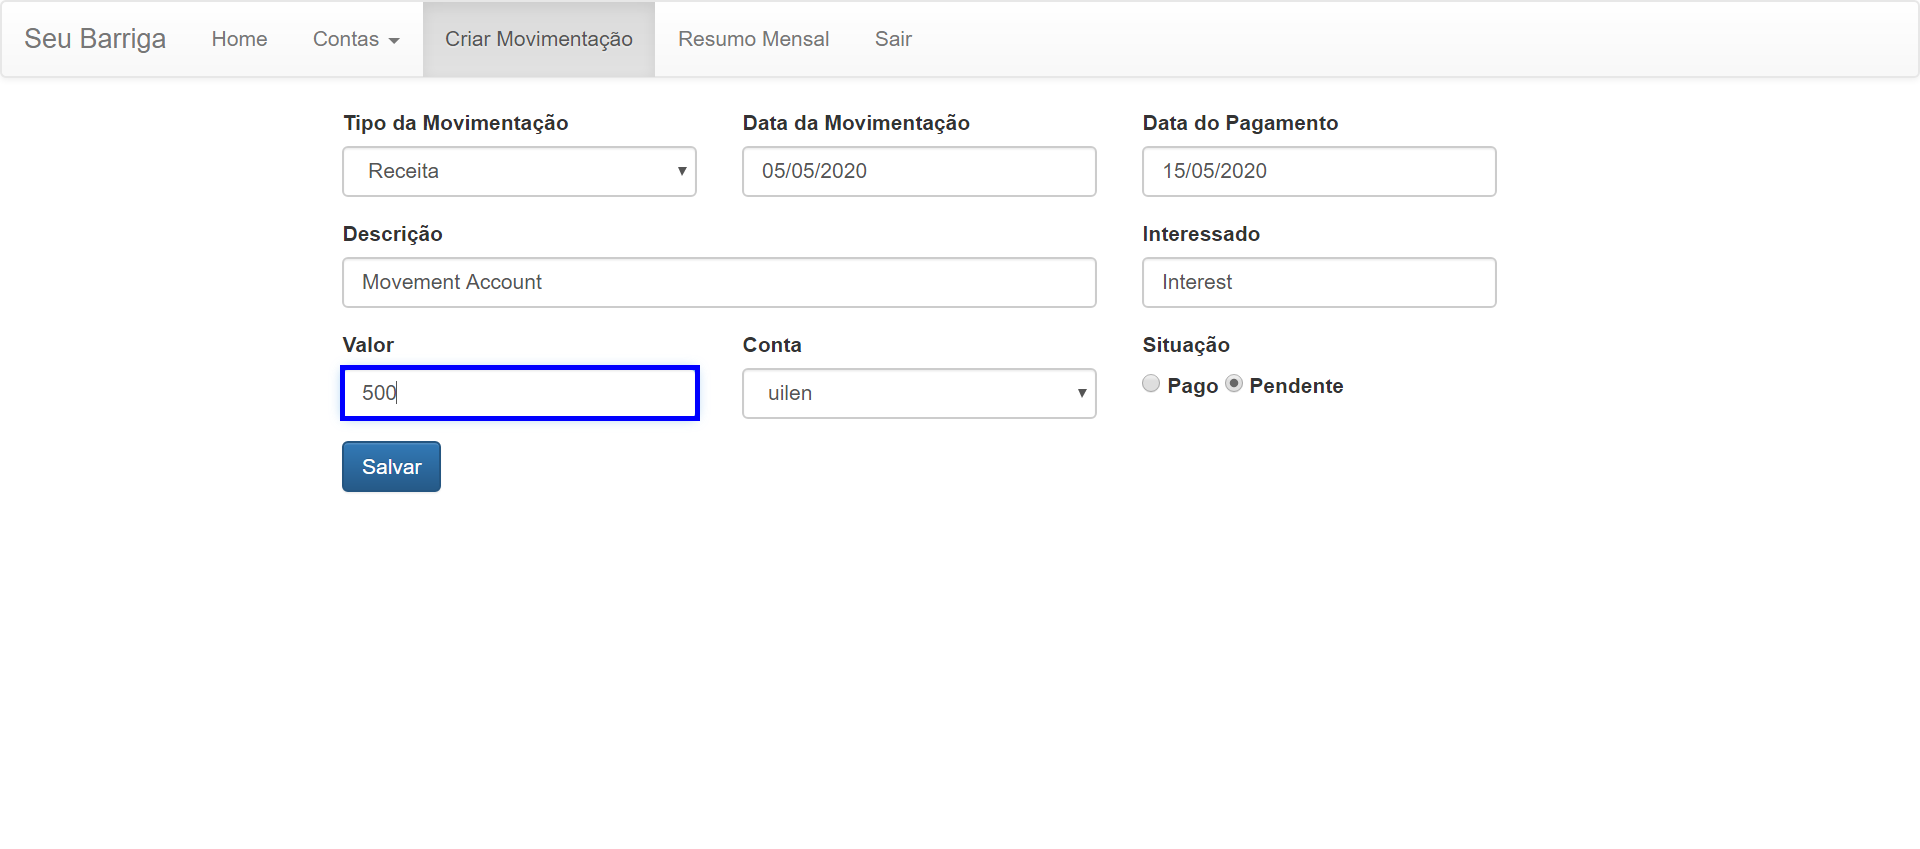 Seu Barriga Home Contas Criar Movimentação Resumo Mensal Sair
Tipo da Movimentação Data da Movimentação Data do Pagamento
Receita 05/05/2020 15/05/2020
Descrição Interessado
Movement Account Interest
Valor Conta Situação
500 uilen Pago Pendente
Salvar